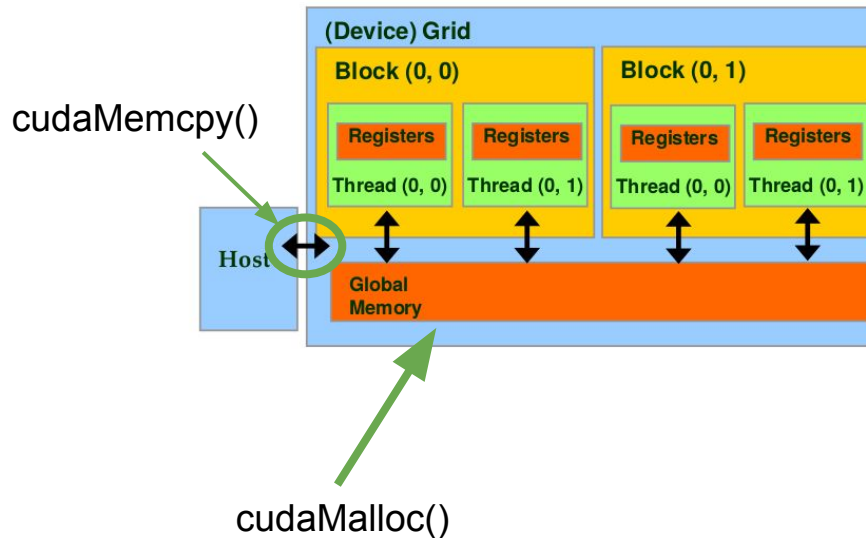 (Device) Grid
Block (0, 0)
Block (0, 1)
cudaMemcpy()
Registers
Registers
Registers
Registers
Thread (0, 0)
Thread (0, 1)
Thread (0, 0)
Thread (0, 1)
Host
Global
Memory
cudaMalloc()